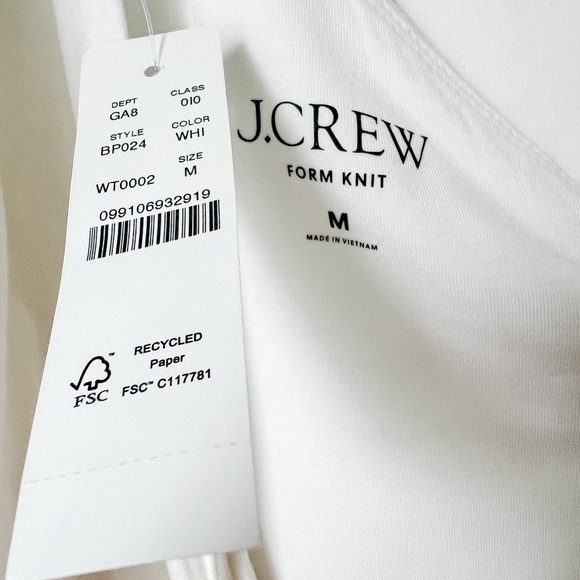 DEPT CLASS
GA8 010
STYLE COLOR
BP024 WHI
SIZE
WT0002 M
099106932919
FSC™
RECYCLED
Paper
FSC™ C117781
J.CREW
FORM KNIT
M
MADE IN VIETNAM